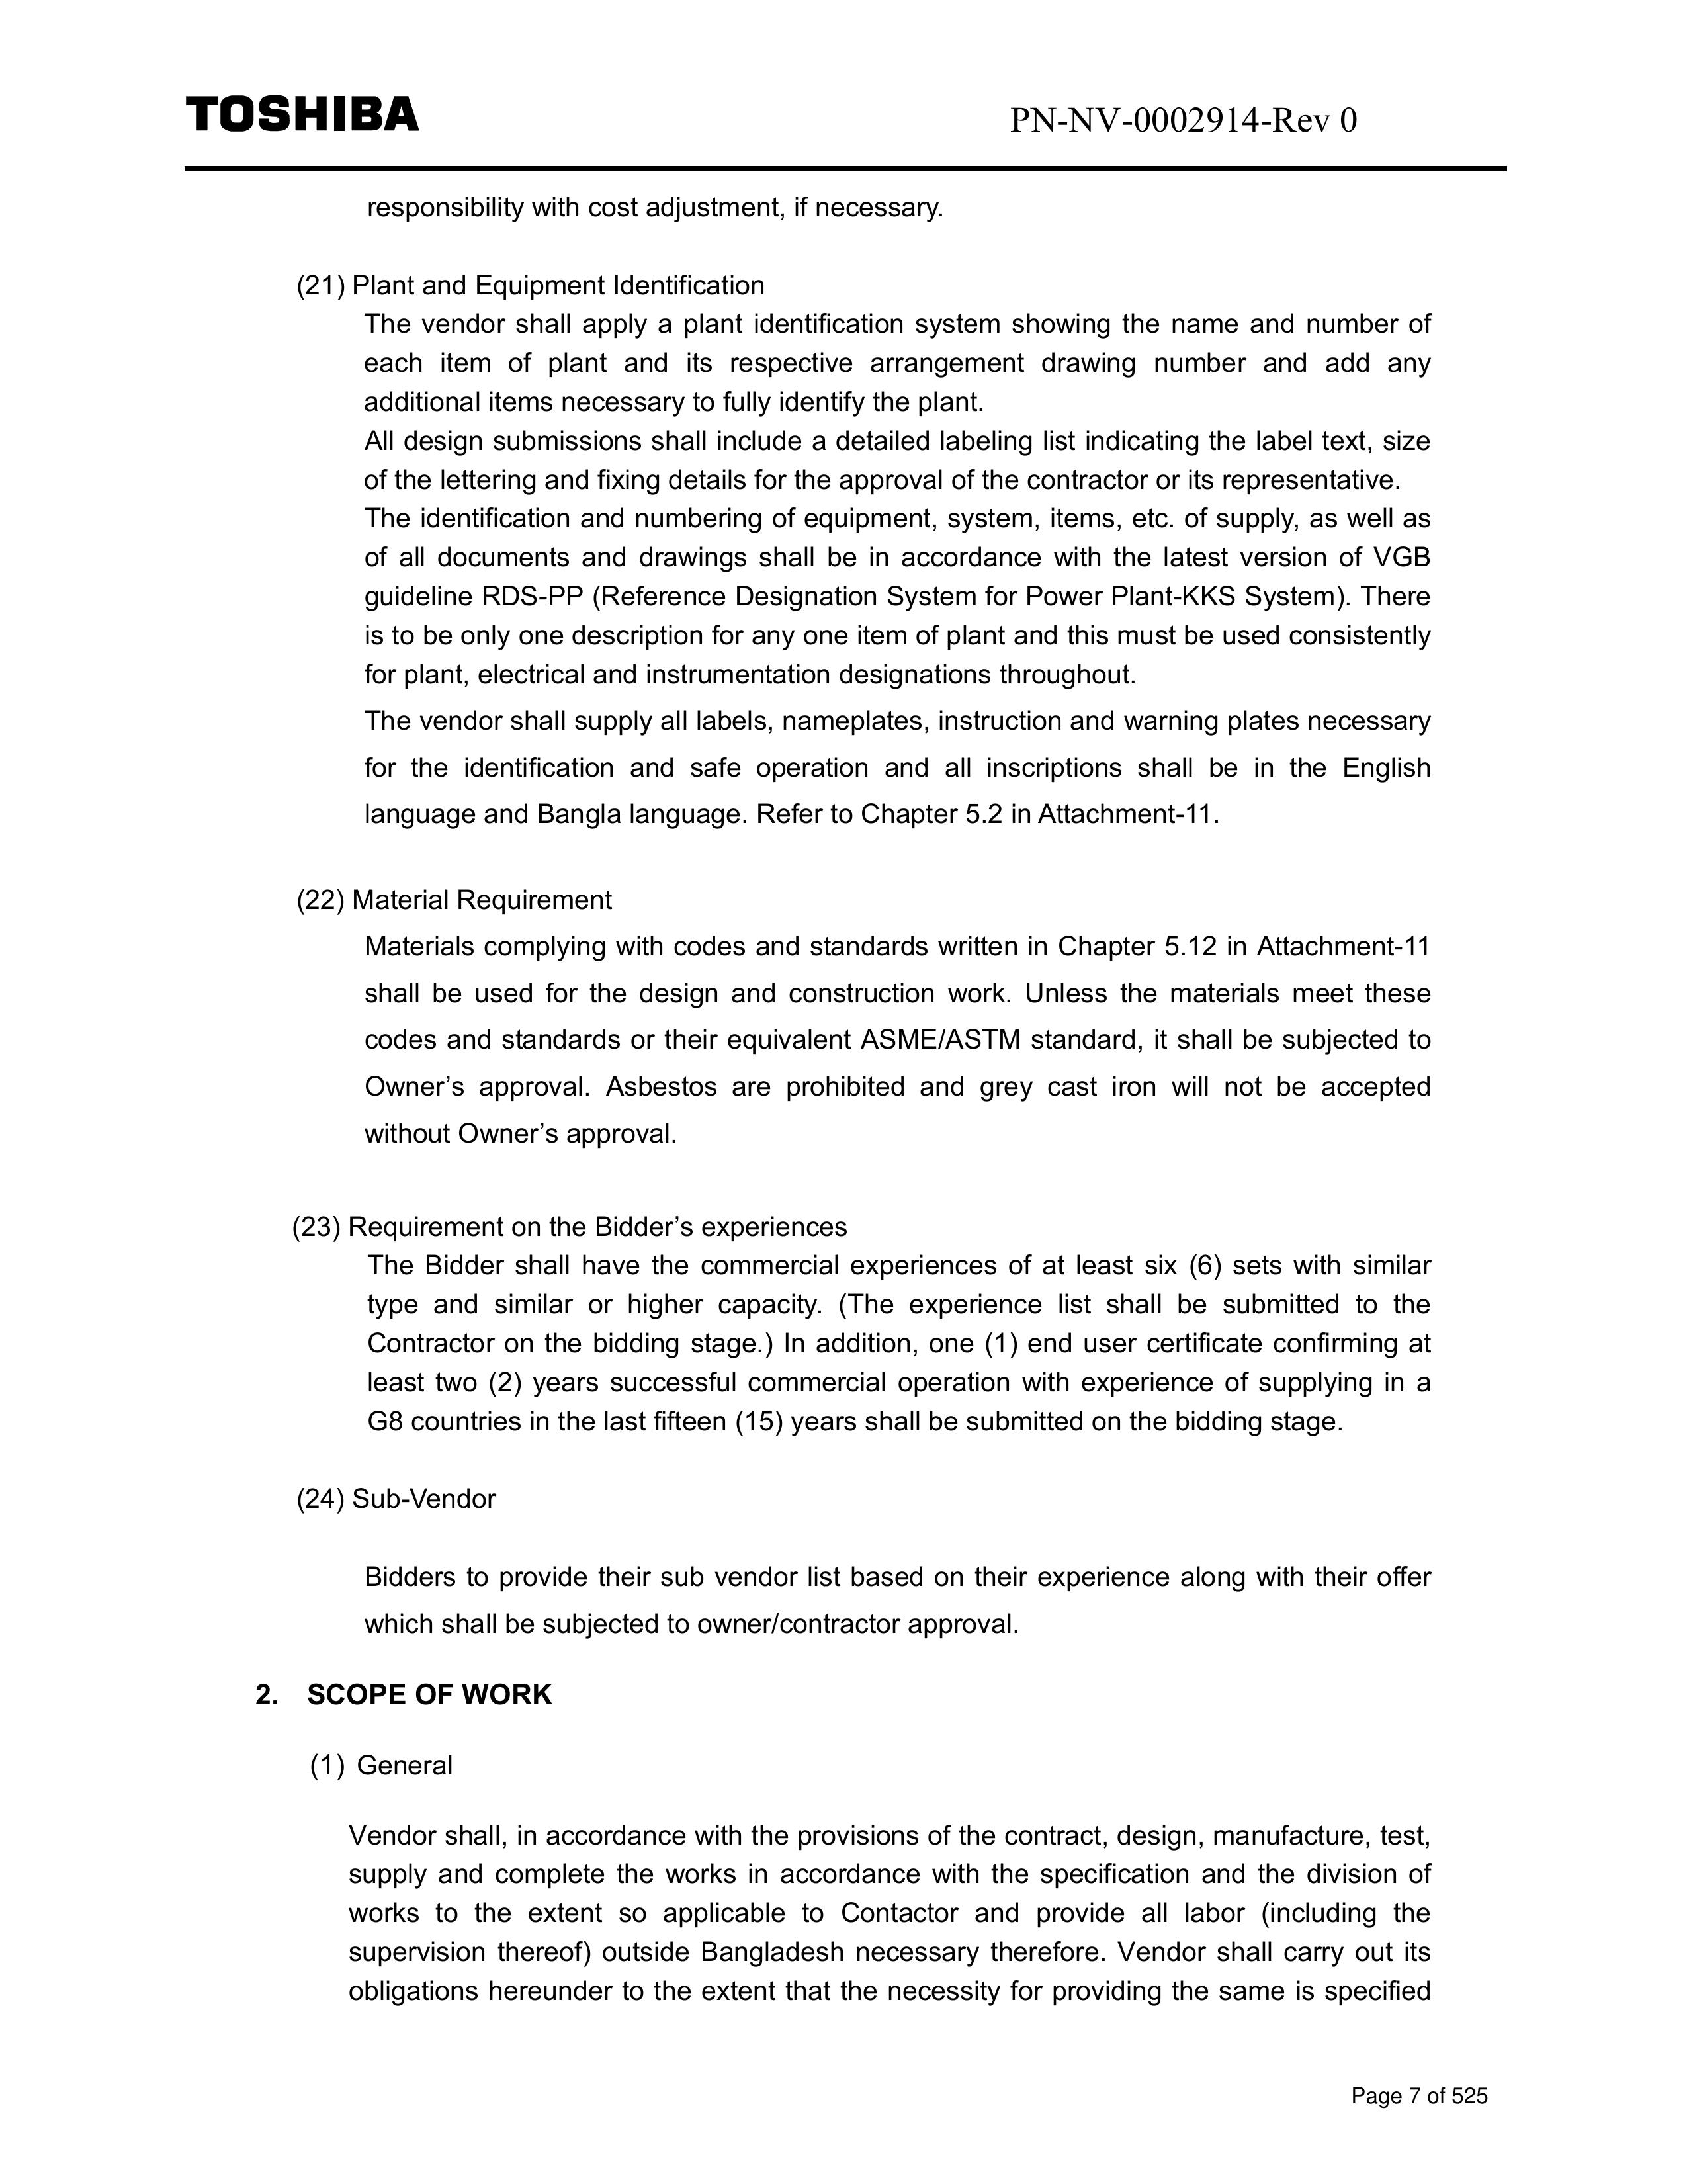 TOSHIBA
PN-NV-0002914-Rev 0
responsibility with cost adjustment, if necessary.
(21) Plant and Equipment Identification
The vendor shall apply a plant identification system showing the name and number of
each item of plant and its respective arrangement drawing number and add any
additional items necessary to fully identify the plant.
All design submissions shall include a detailed labeling list indicating the label text, size
of the lettering and fixing details for the approval of the contractor or its representative.
The identification and numbering of equipment, system, items, etc. of supply, as well as
of all documents and drawings shall be in accordance with the latest version of VGB
guideline RDS-PP (Reference Designation System for Power Plant-KKS System). There
is to be only one description for any one item of plant and this must be used consistently
for plant, electrical and instrumentation designations throughout.
The vendor shall supply all labels, nameplates, instruction and warning plates necessary
for the identification and safe operation and all inscriptions shall be in the English
language and Bangla language. Refer to Chapter 5.2 in Attachment-11.
(22) Material Requirement
Materials complying with codes and standards written in Chapter 5.12 in Attachment-11
shall be used for the design and construction work. Unless the materials meet these
codes and standards or their equivalent ASME/ASTM standard, it shall be subjected to
Owner’s approval. Asbestos are prohibited and grey cast iron will not be accepted
without Owner’s approval.
(23) Requirement on the Bidder’s experiences
The Bidder shall have the commercial experiences of at least six (6) sets with similar
type and similar or higher capacity. (The experience list shall be submitted to the
Contractor on the bidding stage.) In addition, one (1) end user certificate confirming at
least two (2) years successful commercial operation with experience of supplying in a
G8 countries in the last fifteen (15) years shall be submitted on the bidding stage.
(24) Sub-Vendor
Bidders to provide their sub vendor list based on their experience along with their offer
which shall be subjected to owner/contractor approval.
2. SCOPE OF WORK
(1) General
Vendor shall, in accordance with the provisions of the contract, design, manufacture, test,
supply and complete the works in accordance with the specification and the division of
works to the extent so applicable to Contactor and provide all labor (including the
supervision thereof) outside Bangladesh necessary therefore. Vendor shall carry out its
obligations hereunder to the extent that the necessity for providing the same is specified
Page 7 of 525